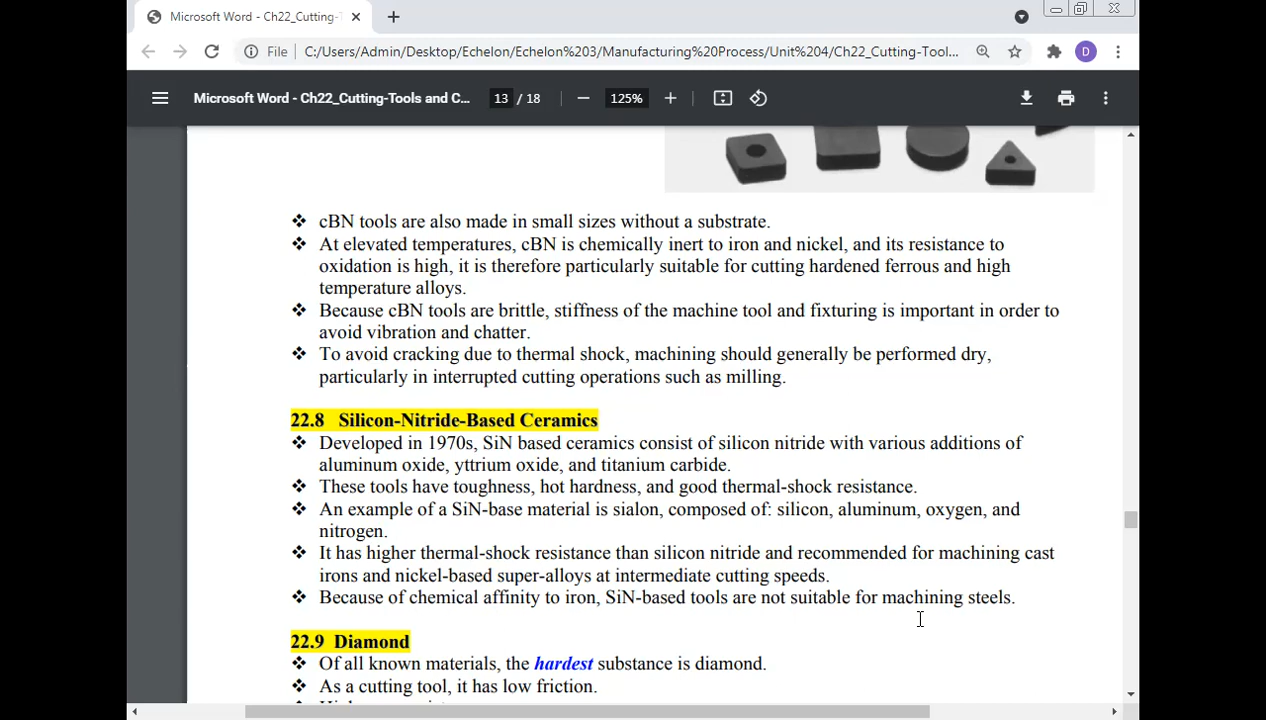 Microsoft Word - Ch22_Cutting-T
File
C:/Users/Admin/Desktop/Echelon/Echelon%203/Manufacturing%20Process/Unit%204/Ch22_Cutting-Tool...
D
Microsoft Word - Ch22_Cutting-Tools and C...
13 / 18
125%
❖ cBN tools are also made in small sizes without a substrate.
❖ At elevated temperatures, cBN is chemically inert to iron and nickel, and its resistance to
oxidation is high, it is therefore particularly suitable for cutting hardened ferrous and high
temperature alloys.
❖ Because cBN tools are brittle, stiffness of the machine tool and fixturing is important in order to
avoid vibration and chatter.
❖ To avoid cracking due to thermal shock, machining should generally be performed dry,
particularly in interrupted cutting operations such as milling.
22.8 Silicon-Nitride-Based Ceramics
❖ Developed in 1970s, SiN based ceramics consist of silicon nitride with various additions of
aluminum oxide, yttrium oxide, and titanium carbide.
❖ These tools have toughness, hot hardness, and good thermal-shock resistance.
❖ An example of a SiN-base material is sialon, composed of: silicon, aluminum, oxygen, and
nitrogen.
❖ It has higher thermal-shock resistance than silicon nitride and recommended for machining cast
irons and nickel-based super-alloys at intermediate cutting speeds.
❖ Because of chemical affinity to iron, SiN-based tools are not suitable for machining steels.
22.9 Diamond
❖ Of all known materials, the hardest substance is diamond.
❖ As a cutting tool, it has low friction.